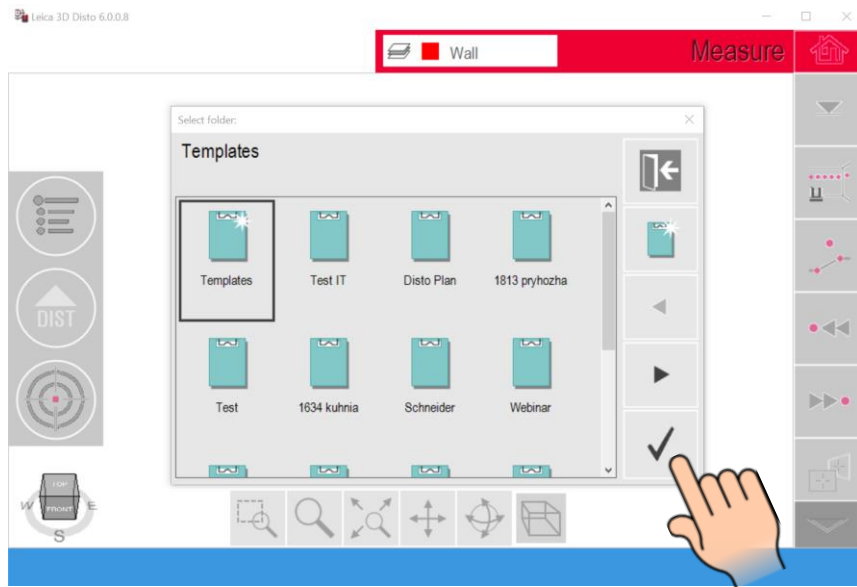 Leica 3D Disto 6.0.0.8
Wall
Measure
Select folder:
Templates
Templates
Test IT
Disto Plan
1813 pryhozha
Test
1634 kuhnia
Schneider
Webinar
DIST
TOP
W
FRONT
E
S